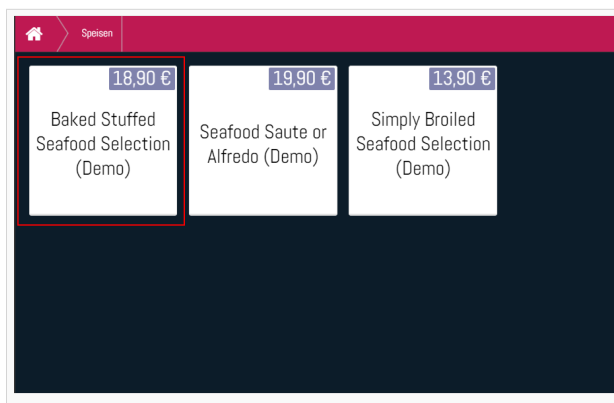 Speisen
18,90 €
Baked Stuffed
Seafood Selection
(Demo)
19,90 €
Seafood Saute or
Alfredo (Demo)
13,90 €
Simply Broiled
Seafood Selection
(Demo)